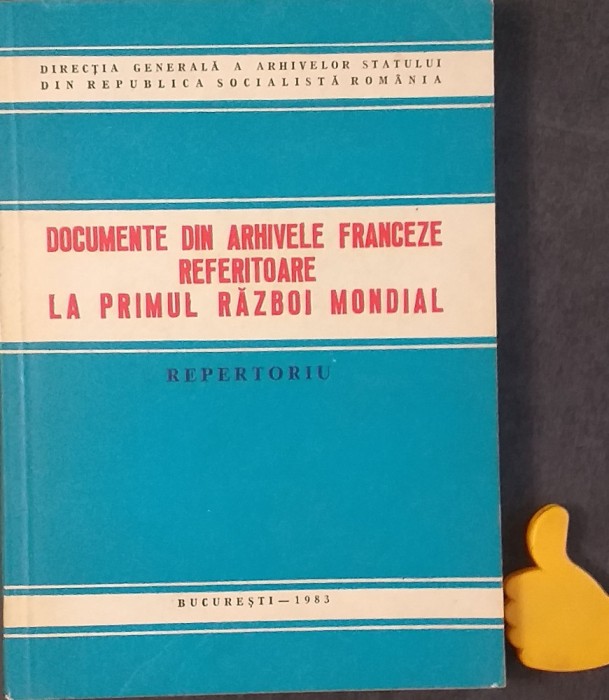 DIRECȚIA GENERALĂ A ARHIVELOR STATULUI
DIN REPUBLICA SOCIALISTĂ ROMÂNIA
DOCUMENTE DIN ARHIVELE FRANCEZE
REFERITOARE
LA PRIMUL RĂZBOI MONDIAL
REPERTORIU
BUCUREȘTI — 1983